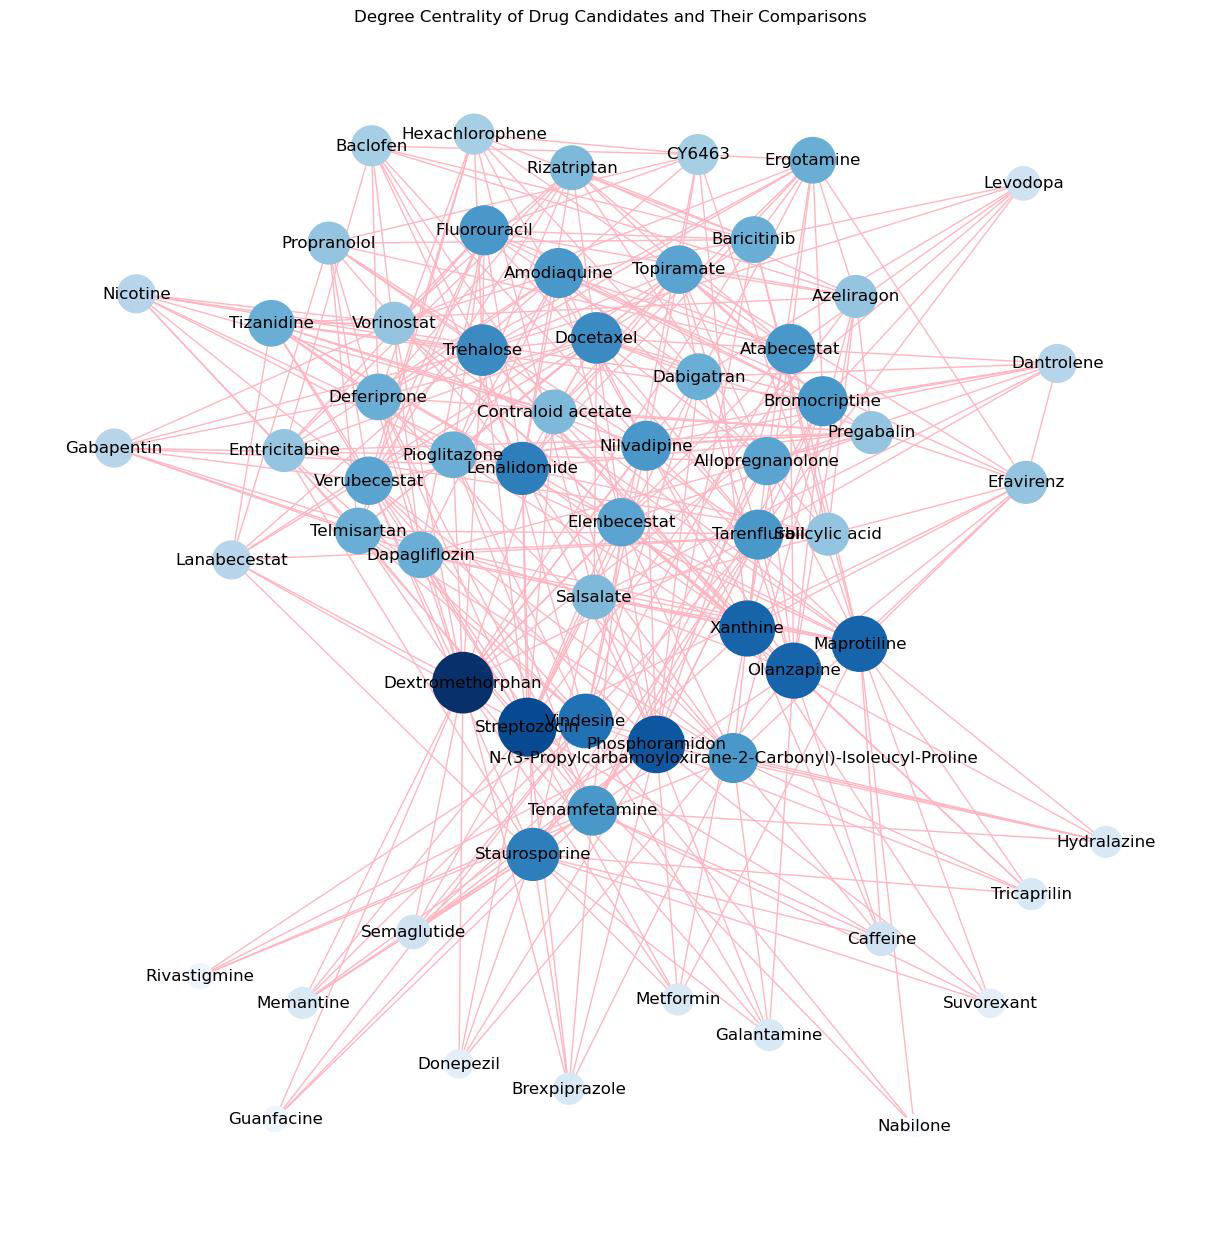 Degree Centrality of Drug Candidates and Their Comparisons
Hexachlorophene
Baclofen
CY6463
Ergotamine
Rizatriptan
Levodopa
Fluorouracil
Baricitinib
Propranolol
Topiramate
Amodiaquine
Nicotine
Azeliragon
Tizanidine
Vorinostat
Docetaxel
Trehalose
Atabecestat
Dantrolene
Dabigatran
Deferiprone
Bromocriptine
Contraloid acetate
Pregabalin
Nilvadipine
Gabapentin
Emtricitabine
Pioglitazone
Allopregnanolone
Lenalidomide
Verubecestat
Efavirenz
Elenbecestat
Telmisartan
Tarenflurbil
Salicylic acid
Dapagliflozin
Lanabecestat
Salsalate
Xanthine
Maprotiline
Olanzapine
Dextromethorphan
Vindesine
Streptozocin
Phosphoramidon
N-(3-Propylcarbamoyloxirane-2-Carbonyl)-Isoleucyl-Proline
Tenamfetamine
Hydralazine
Staurosporine
Tricaprilin
Semaglutide
Caffeine
Rivastigmine
Metformin
Memantine
Suvorexant
Galantamine
Donepezil
Brexpiprazole
Guanfacine
Nabilone